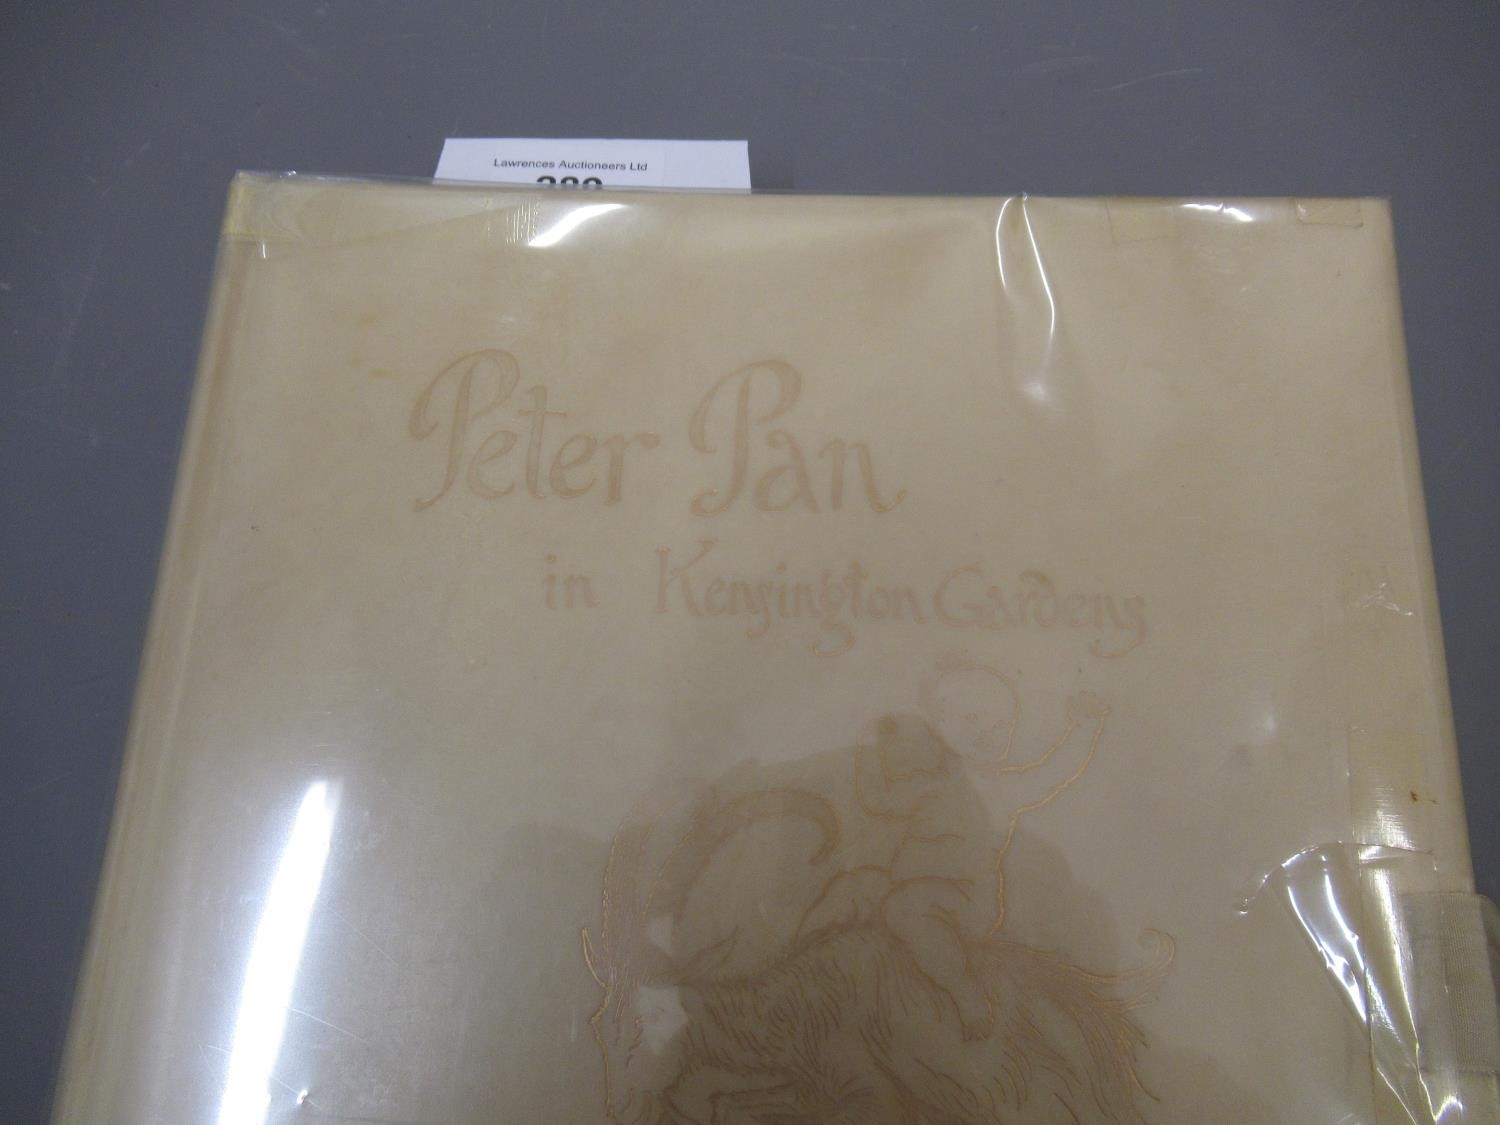 Lawrences Auctioneers Ltd
Peter Pan
in Kensington Gardens